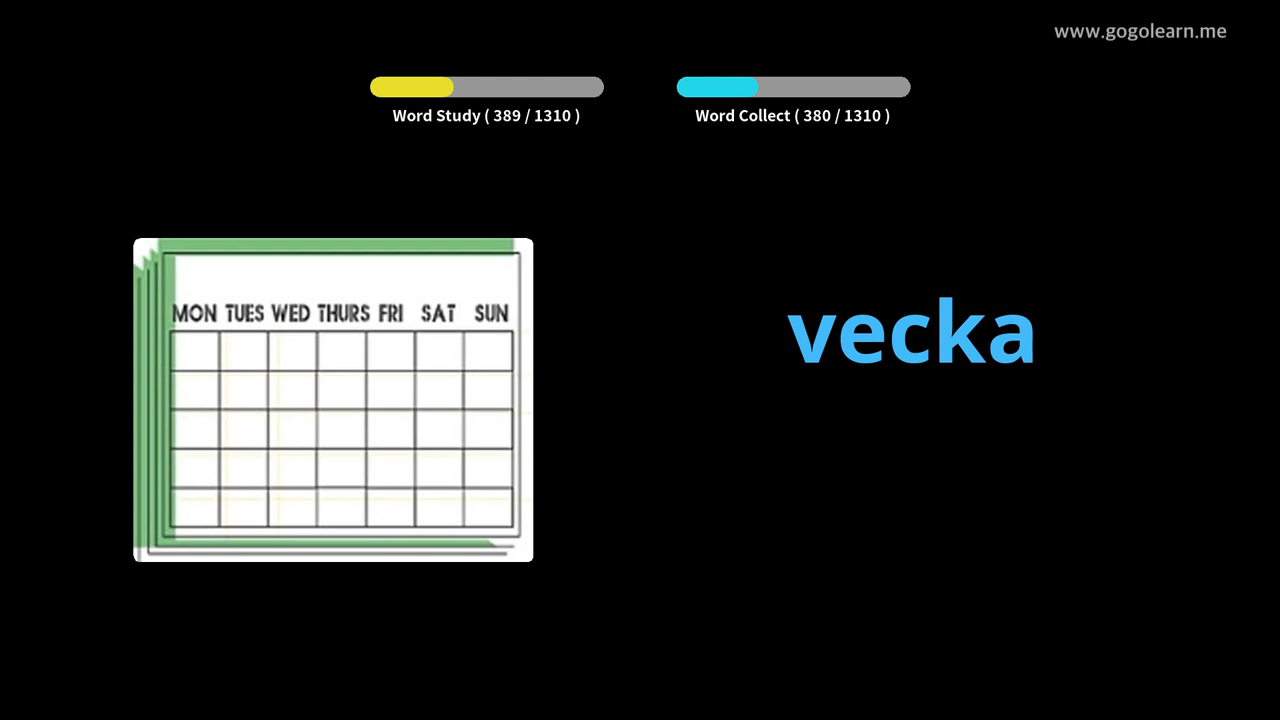 www.gogolearn.me
Word Study ( 389 / 1310 )
Word Collect ( 380 / 1310 )
MON TUES WED THURS FRI SAT SUN
vecka